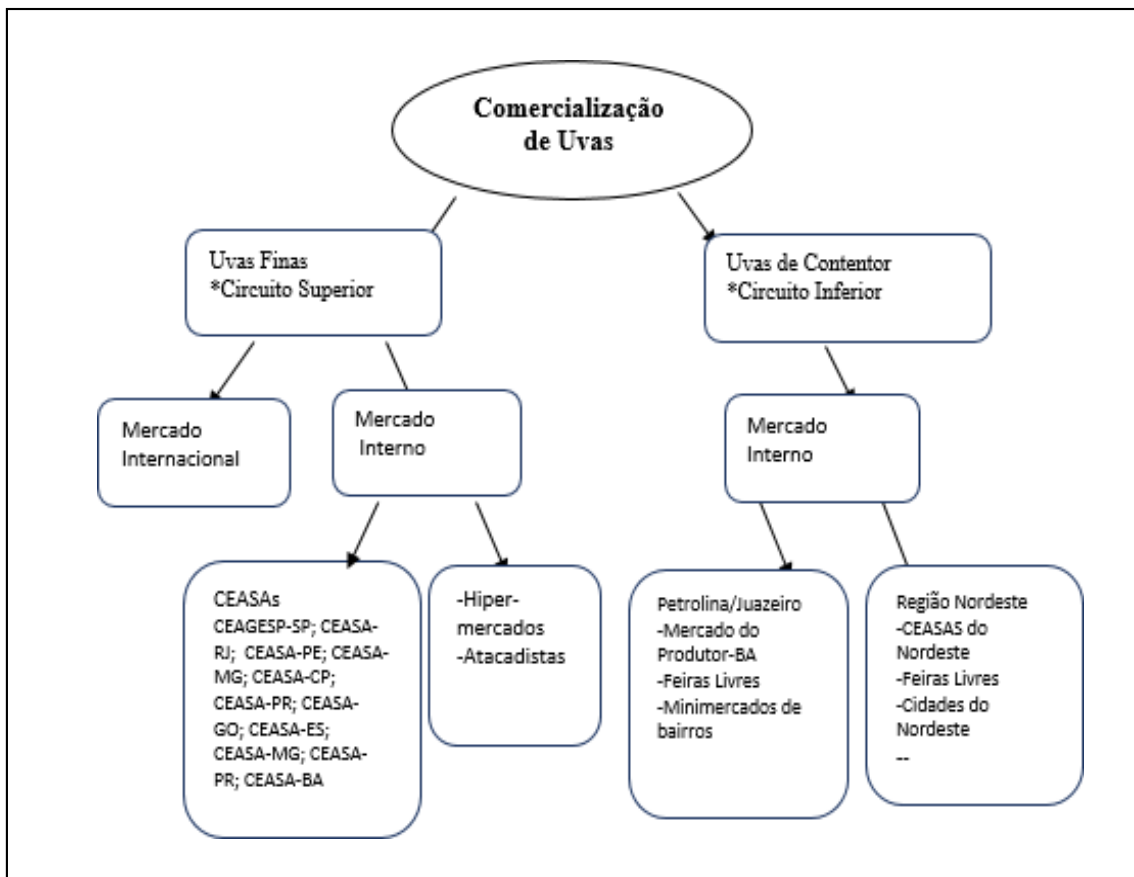 Comercialização
de Uvas
Uvas Finas
*Circuito Superior
Uvas de Contentor
*Circuito Inferior
Mercado
Internacional
Mercado
Interno
Mercado
Interno
CEASAs
CEAGESP-SP; CEASA-
RJ; CEASA-PE; CEASA-
MG; CEASA-CP;
CEASA-PR; CEASA-
GO; CEASA-ES;
CEASA-MG; CEASA-
PR; CEASA-BA
-Hiper-
mercados
-Atacadistas
Petrolina/Juazeiro
-Mercado do
Produtor-BA
-Feiras Livres
-Minimercados de
bairros
Região Nordeste
-CEASAS do
Nordeste
-Feiras Livres
-Cidades do
Nordeste
--